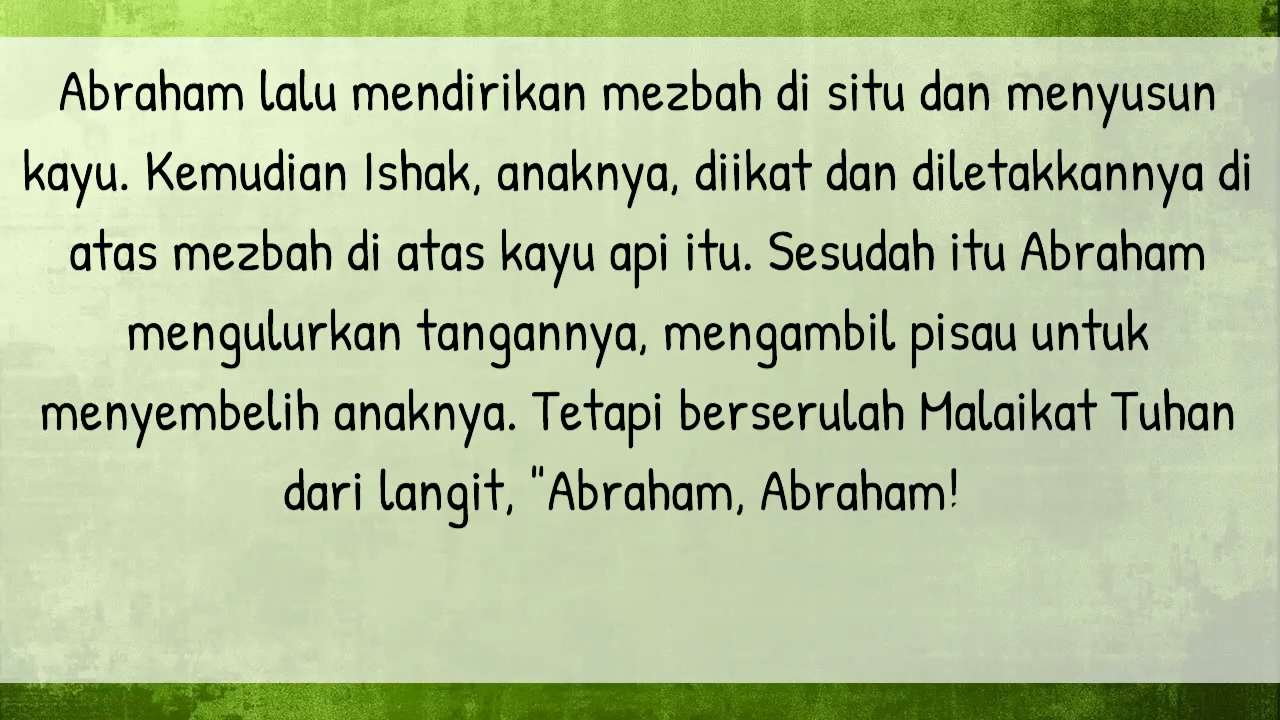 Abraham lalu mendirikan mezbah di situ dan menyusun
kayu. Kemudian Ishak, anaknya, diikat dan diletakkannya di
atas mezbah di atas kayu api itu. Sesudah itu Abraham
mengulurkan tangannya, mengambil pisau untuk
menyembelih anaknya. Tetapi berserulah Malaikat Tuhan
dari langit, "Abraham, Abraham!